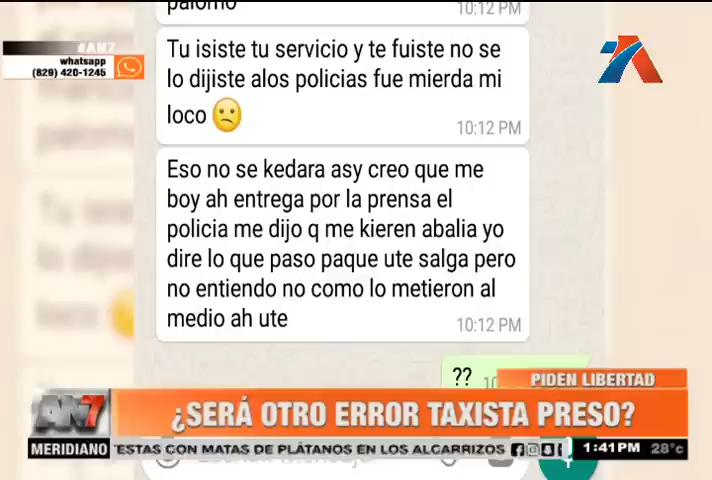 palomo
10:12 PM
#AN7
whatsapp
(829) 420-1245
Tu isiste tu servicio y te fuiste no se
lo dijiste alos policias fue mierda mi
loco
10:12 PM
Eso no se kedara asy creo que me
boy ah entrega por la prensa el
policia me dijo q me kieren abalia yo
dire lo que paso paque ute salga pero
no entiendo no como lo metieron al
medio ah ute
10:12 PM
??
PIDEN LIBERTAD
AN7
¿SERÁ OTRO ERROR TAXISTA PRESO?
MERIDIANO
ESTAS CON MATAS DE PLÁTANOS EN LOS ALCARRIZOS
1:41PM
28°c